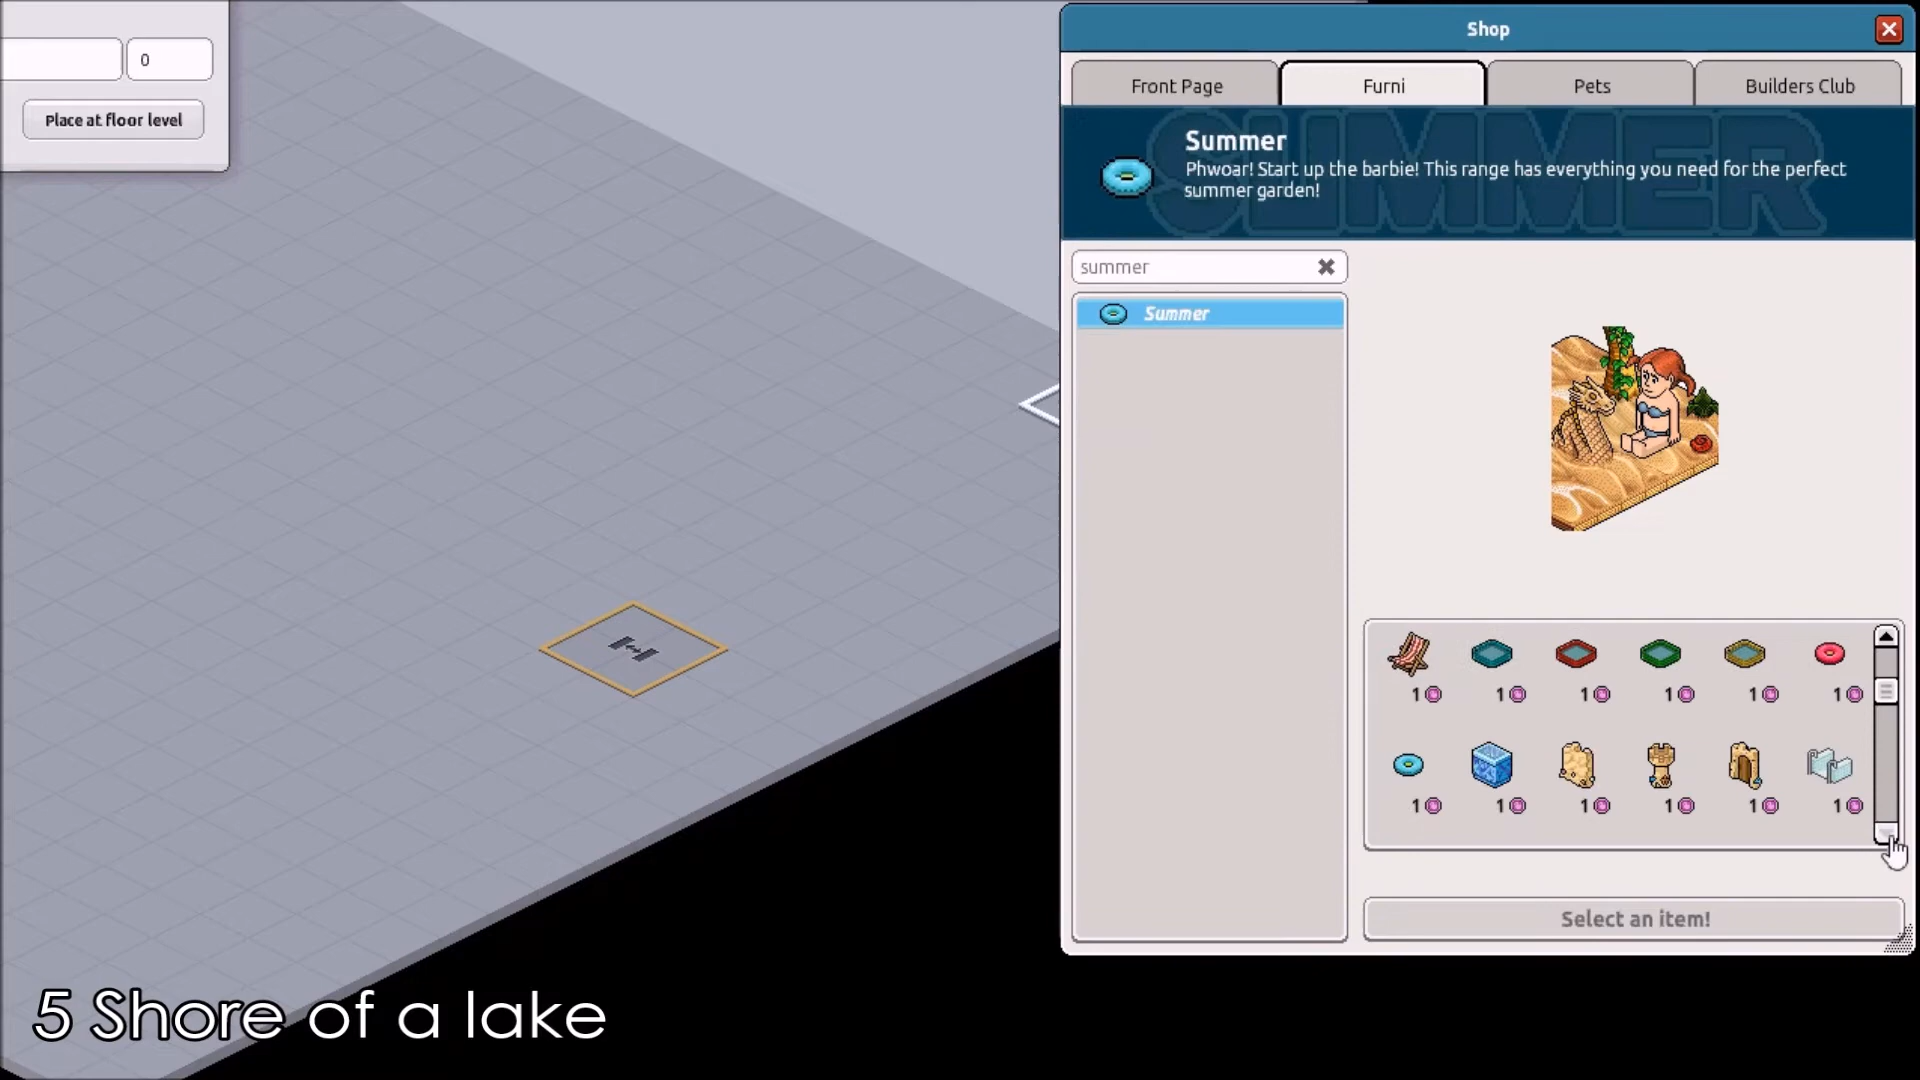 0
Place at floor level
Shop
Front Page
Furni
Pets
Builders Club
SUMMER
Summer
Phwoar! Start up the barbie! This range has everything you need for the perfect
summer garden!
summer
Summer
1 1 1 1 1 1
1 1 1 1 1 1
Select an item!
5 Shore of a lake